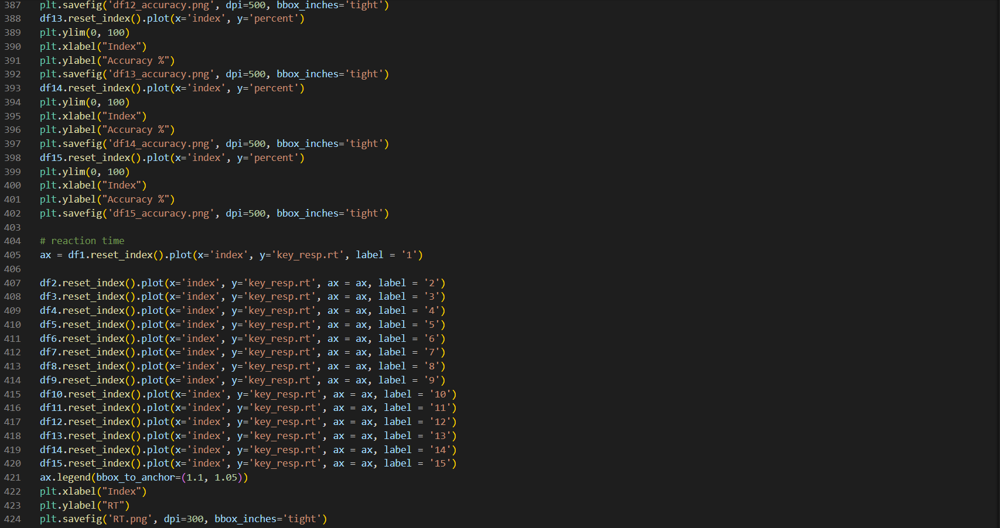 387 plt.savefig('df12_accuracy.png', dpi=500, bbox_inches='tight')
388 df13.reset_index().plot(x='index', y='percent')
389 plt.ylim(0, 100)
390 plt.xlabel("Index")
391 plt.ylabel("Accuracy %")
392 plt.savefig('df13_accuracy.png', dpi=500, bbox_inches='tight')
393 df14.reset_index().plot(x='index', y='percent')
394 plt.ylim(0, 100)
395 plt.xlabel("Index")
396 plt.ylabel("Accuracy %")
397 plt.savefig('df14_accuracy.png', dpi=500, bbox_inches='tight')
398 df15.reset_index().plot(x='index', y='percent')
399 plt.ylim(0, 100)
400 plt.xlabel("Index")
401 plt.ylabel("Accuracy %")
402 plt.savefig('df15_accuracy.png', dpi=500, bbox_inches='tight')
403
404 # reaction time
405 ax = df1.reset_index().plot(x='index', y='key_resp.rt', label = '1')
406
407 df2.reset_index().plot(x='index', y='key_resp.rt', ax = ax, label = '2')
408 df3.reset_index().plot(x='index', y='key_resp.rt', ax = ax, label = '3')
409 df4.reset_index().plot(x='index', y='key_resp.rt', ax = ax, label = '4')
410 df5.reset_index().plot(x='index', y='key_resp.rt', ax = ax, label = '5')
411 df6.reset_index().plot(x='index', y='key_resp.rt', ax = ax, label = '6')
412 df7.reset_index().plot(x='index', y='key_resp.rt', ax = ax, label = '7')
413 df8.reset_index().plot(x='index', y='key_resp.rt', ax = ax, label = '8')
414 df9.reset_index().plot(x='index', y='key_resp.rt', ax = ax, label = '9')
415 df10.reset_index().plot(x='index', y='key_resp.rt', ax = ax, label = '10')
416 df11.reset_index().plot(x='index', y='key_resp.rt', ax = ax, label = '11')
417 df12.reset_index().plot(x='index', y='key_resp.rt', ax = ax, label = '12')
418 df13.reset_index().plot(x='index', y='key_resp.rt', ax = ax, label = '13')
419 df14.reset_index().plot(x='index', y='key_resp.rt', ax = ax, label = '14')
420 df15.reset_index().plot(x='index', y='key_resp.rt', ax = ax, label = '15')
421 ax.legend(bbox_to_anchor=(1.1, 1.05))
422 plt.xlabel("Index")
423 plt.ylabel("RT")
424 plt.savefig('RT.png', dpi=300, bbox_inches='tight')